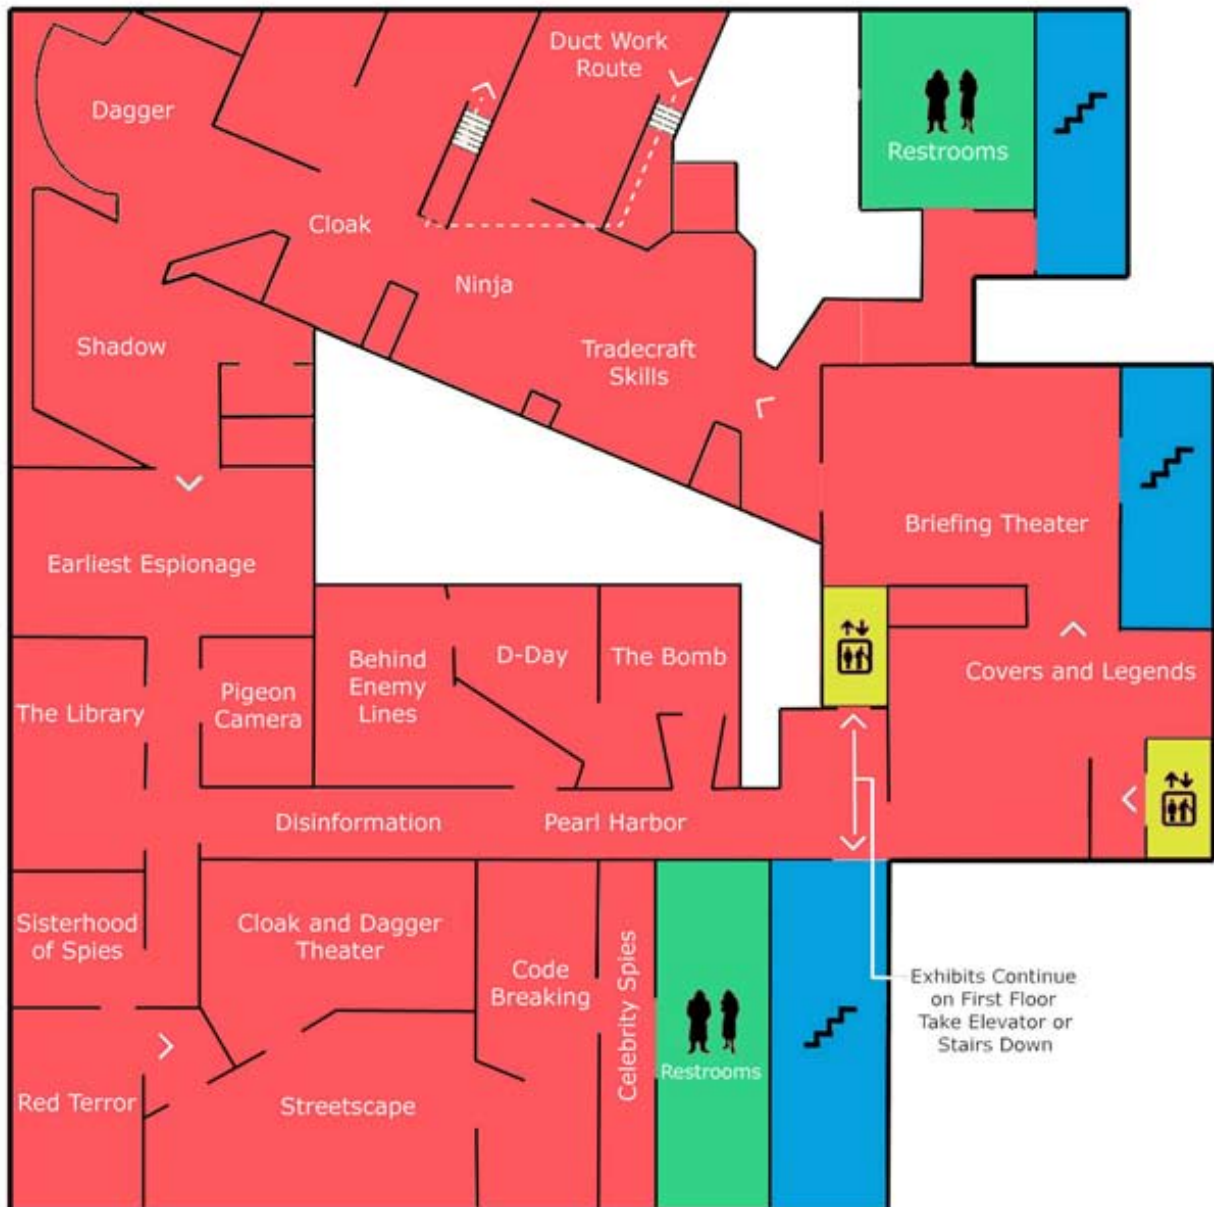 Duct Work
Route
Dagger
Restrooms
Cloak
Ninja
Shadow
Tradecraft
Skills
Briefing Theater
Earliest Espionage
Behind
Enemy
Lines
D-Day
The Bomb
Covers and Legends
The Library
Pigeon
Camera
Disinformation
Pearl Harbor
Sisterhood
of Spies
Cloak and Dagger
Theater
Code
Breaking
Celebrity Spies
Exhibits Continue
on First Floor
Take Elevator or
Stairs Down
Restrooms
Red Terror
Streetscape